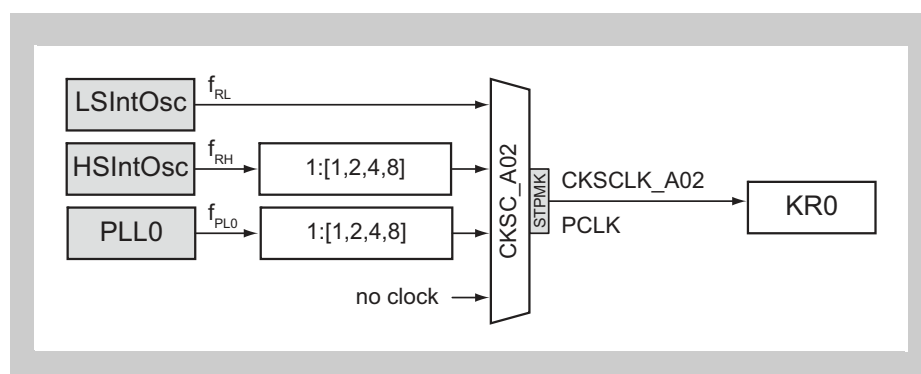 LSIntOsc
fRL
HSIntOsc
fRH
1:[1,2,4,8]
PLL0
fPL0
1:[1,2,4,8]
no clock
CKSC_A02
STPMK
CKSCLK_A02
PCLK
KR0